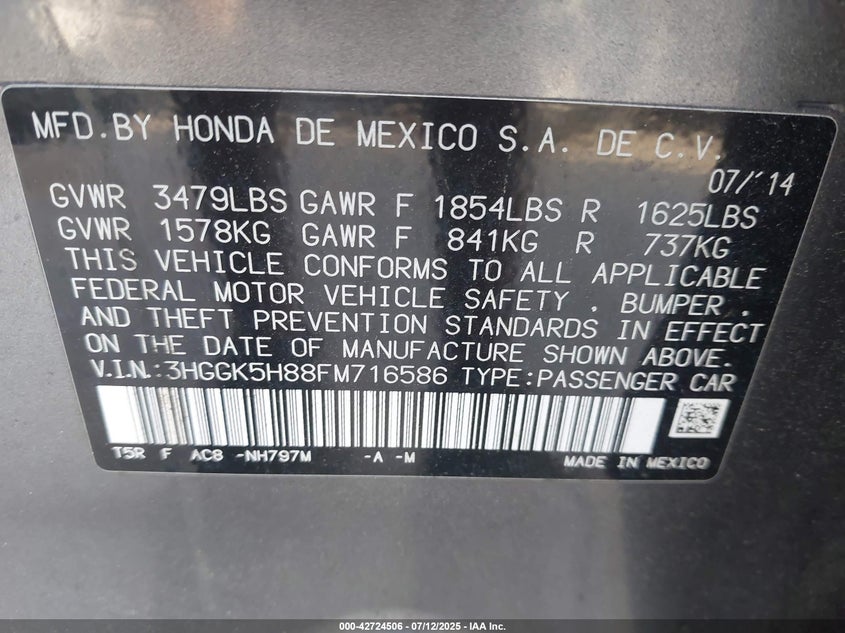 MFD.BY HONDA DE MEXICO S.A. DE C.V.
07/'14
GVWR 3479LBS GAWR F 1854LBS R 1625LBS
GVWR 1578KG GAWR F 841KG R 737KG
THIS VEHICLE CONFORMS TO ALL APPLICABLE
FEDERAL MOTOR VEHICLE SAFETY , BUMPER ,
AND THEFT PREVENTION STANDARDS IN EFFECT
ON THE DATE OF MANUFACTURE SHOWN ABOVE.
V.I.N.:3HGGK5H88FM716586 TYPE:PASSENGER CAR
T5R F AC8 -NH797M -A -M
MADE IN MEXICO
000-42724506 - 07/12/2025 - IAA Inc.